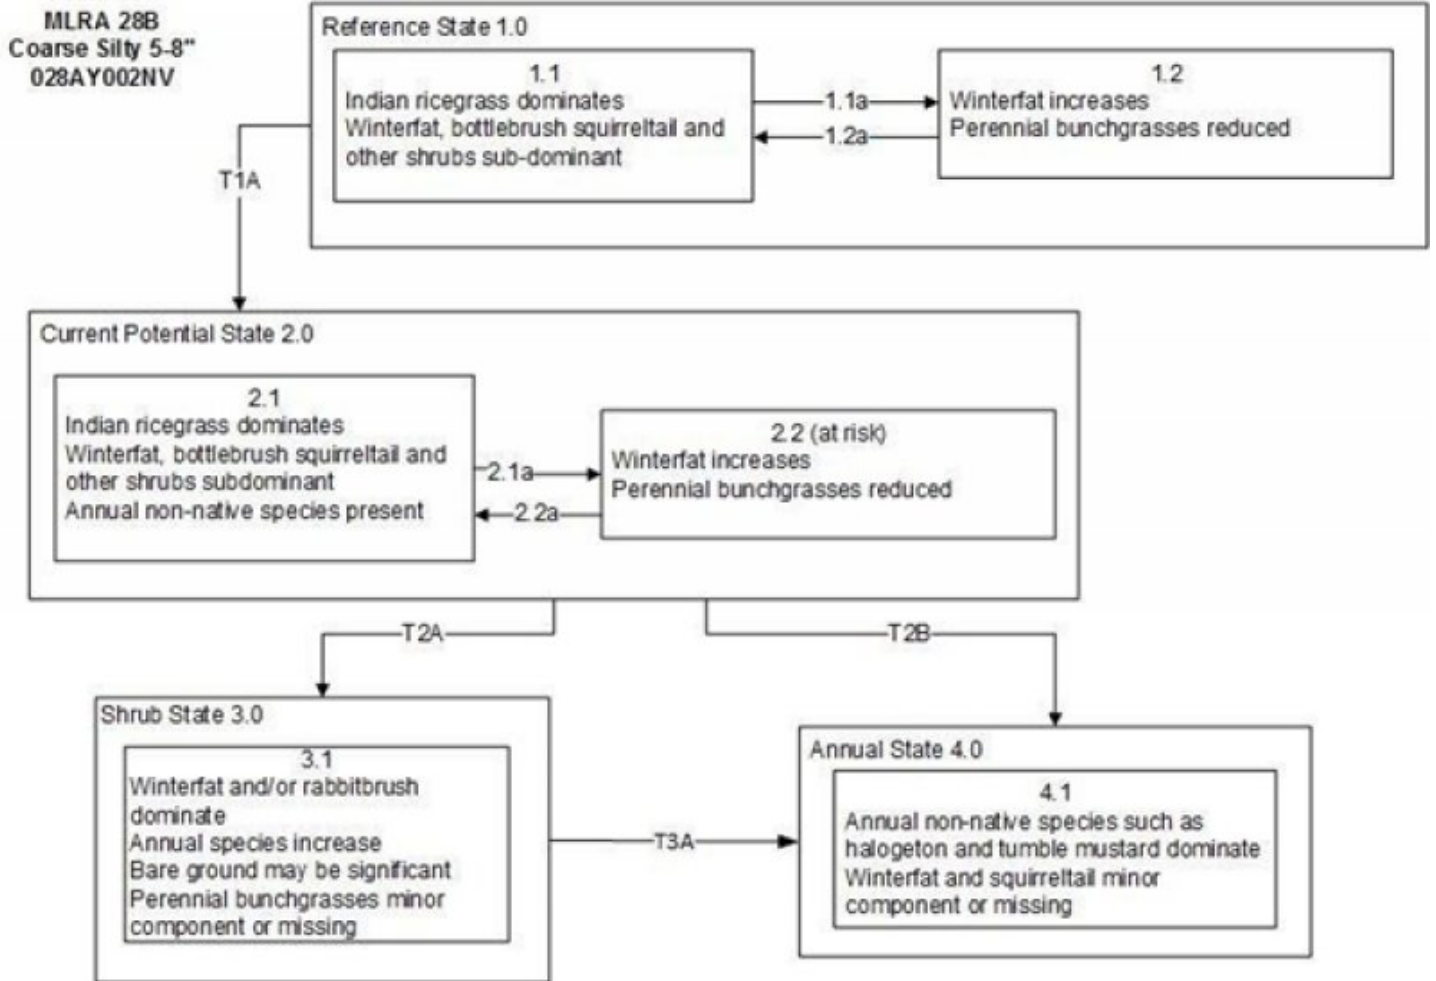 MLRA 28B
Coarse Silty 5-8"
028AY002NV
Reference State 1.0
1.1
Indian ricegrass dominates
Winterfat, bottlebrush squirreltail and
other shrubs sub-dominant
1.1a
1.2a
1.2
Winterfat increases
Perennial bunchgrasses reduced
T1A
Current Potential State 2.0
2.1
Indian ricegrass dominates
Winterfat, bottlebrush squirreltail and
other shrubs subdominant
Annual non-native species present
2.1a
2.2a
2.2 (at risk)
Winterfat increases
Perennial bunchgrasses reduced
T2A
T2B
Shrub State 3.0
3.1
Winterfat and/or rabbitbrush
dominate
Annual species increase
Bare ground may be significant
Perennial bunchgrasses minor
component or missing
T3A
Annual State 4.0
4.1
Annual non-native species such as
halogeton and tumble mustard dominate
Winterfat and squirreltail minor
component or missing